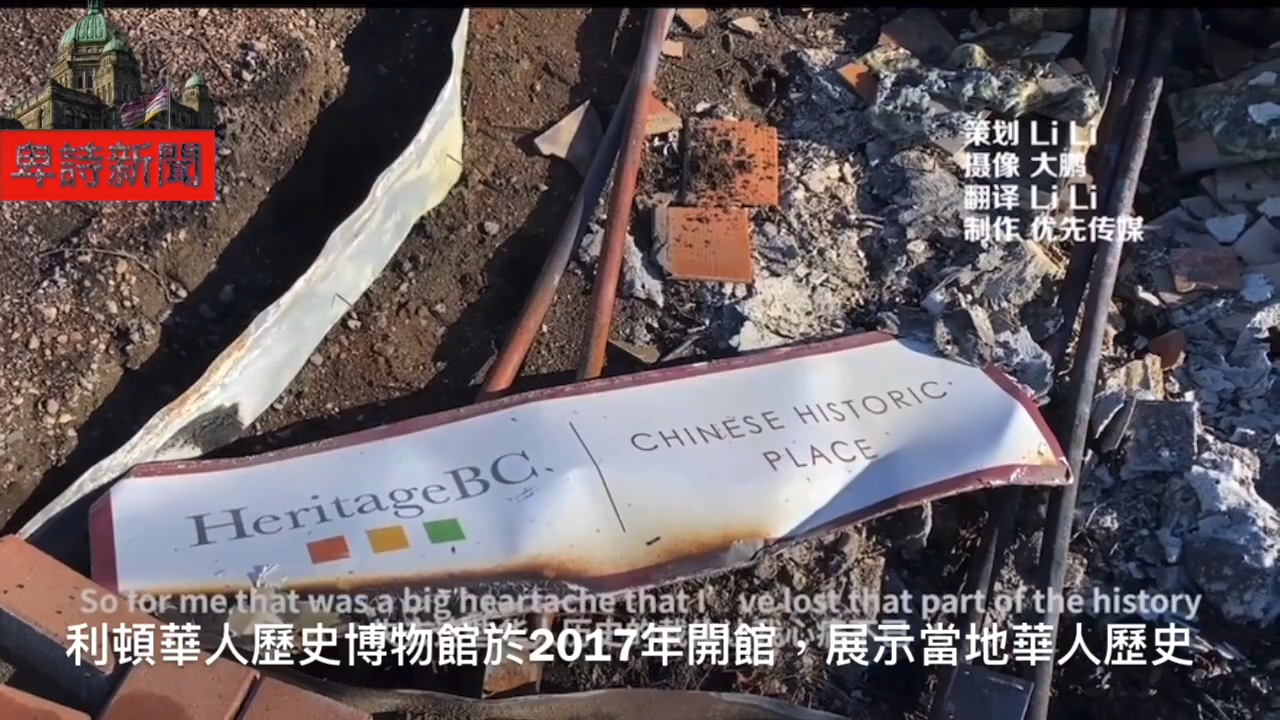 卑詩新聞
策划 Li Li
摄像 大鹏
翻译 Li Li
制作 优先传媒
HeritageBC.
CHINESE HISTORIC
PLACE
So for me,that was a big heartache that I ve lost that part of the history
利頓華人歷史博物館於2017年開館，展示當地華人歷史